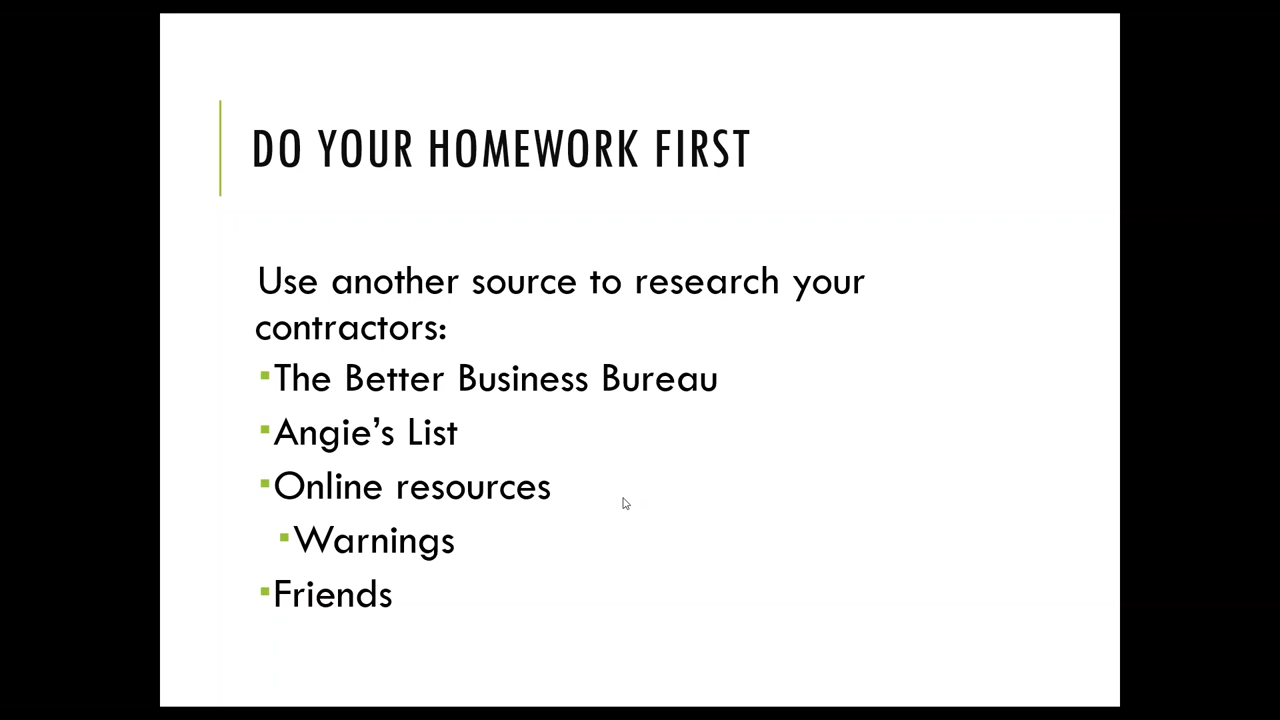 DO YOUR HOMEWORK FIRST
Use another source to research your
contractors:
▪The Better Business Bureau
▪Angie’s List
▪Online resources
▪Warnings
▪Friends